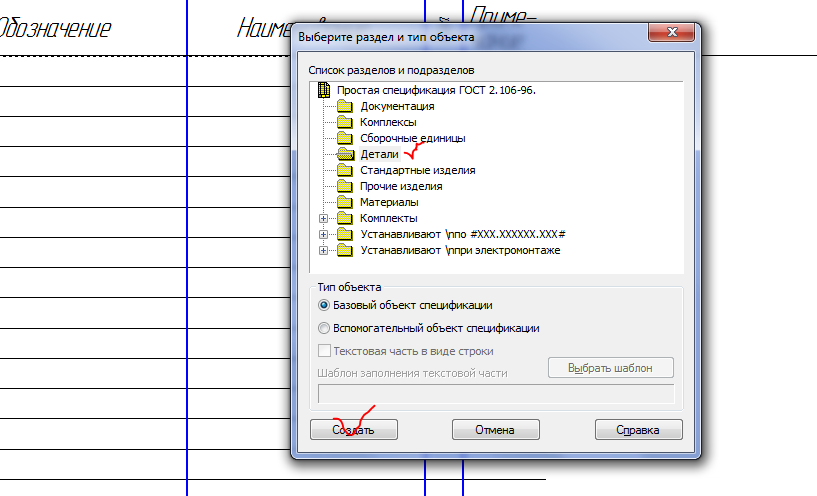 Обозначение
Приме-
Выберите раздел и тип объекта
Список разделов и подразделов
Простая спецификация ГОСТ 2.106-96.
Документация
Комплексы
Сборочные единицы
Детали
Стандартные изделия
Прочие изделия
Материалы
Комплекты
Устанавливают \nпо #XXX.XXXXXX.XXX#
Устанавливают \nпри электромонтаже
Тип объекта
Базовый объект спецификации
Вспомогательный объект спецификации
Текстовая часть в виде строки
Шаблон заполнения текстовой части
Выбрать шаблон
Создать Отмена Справка